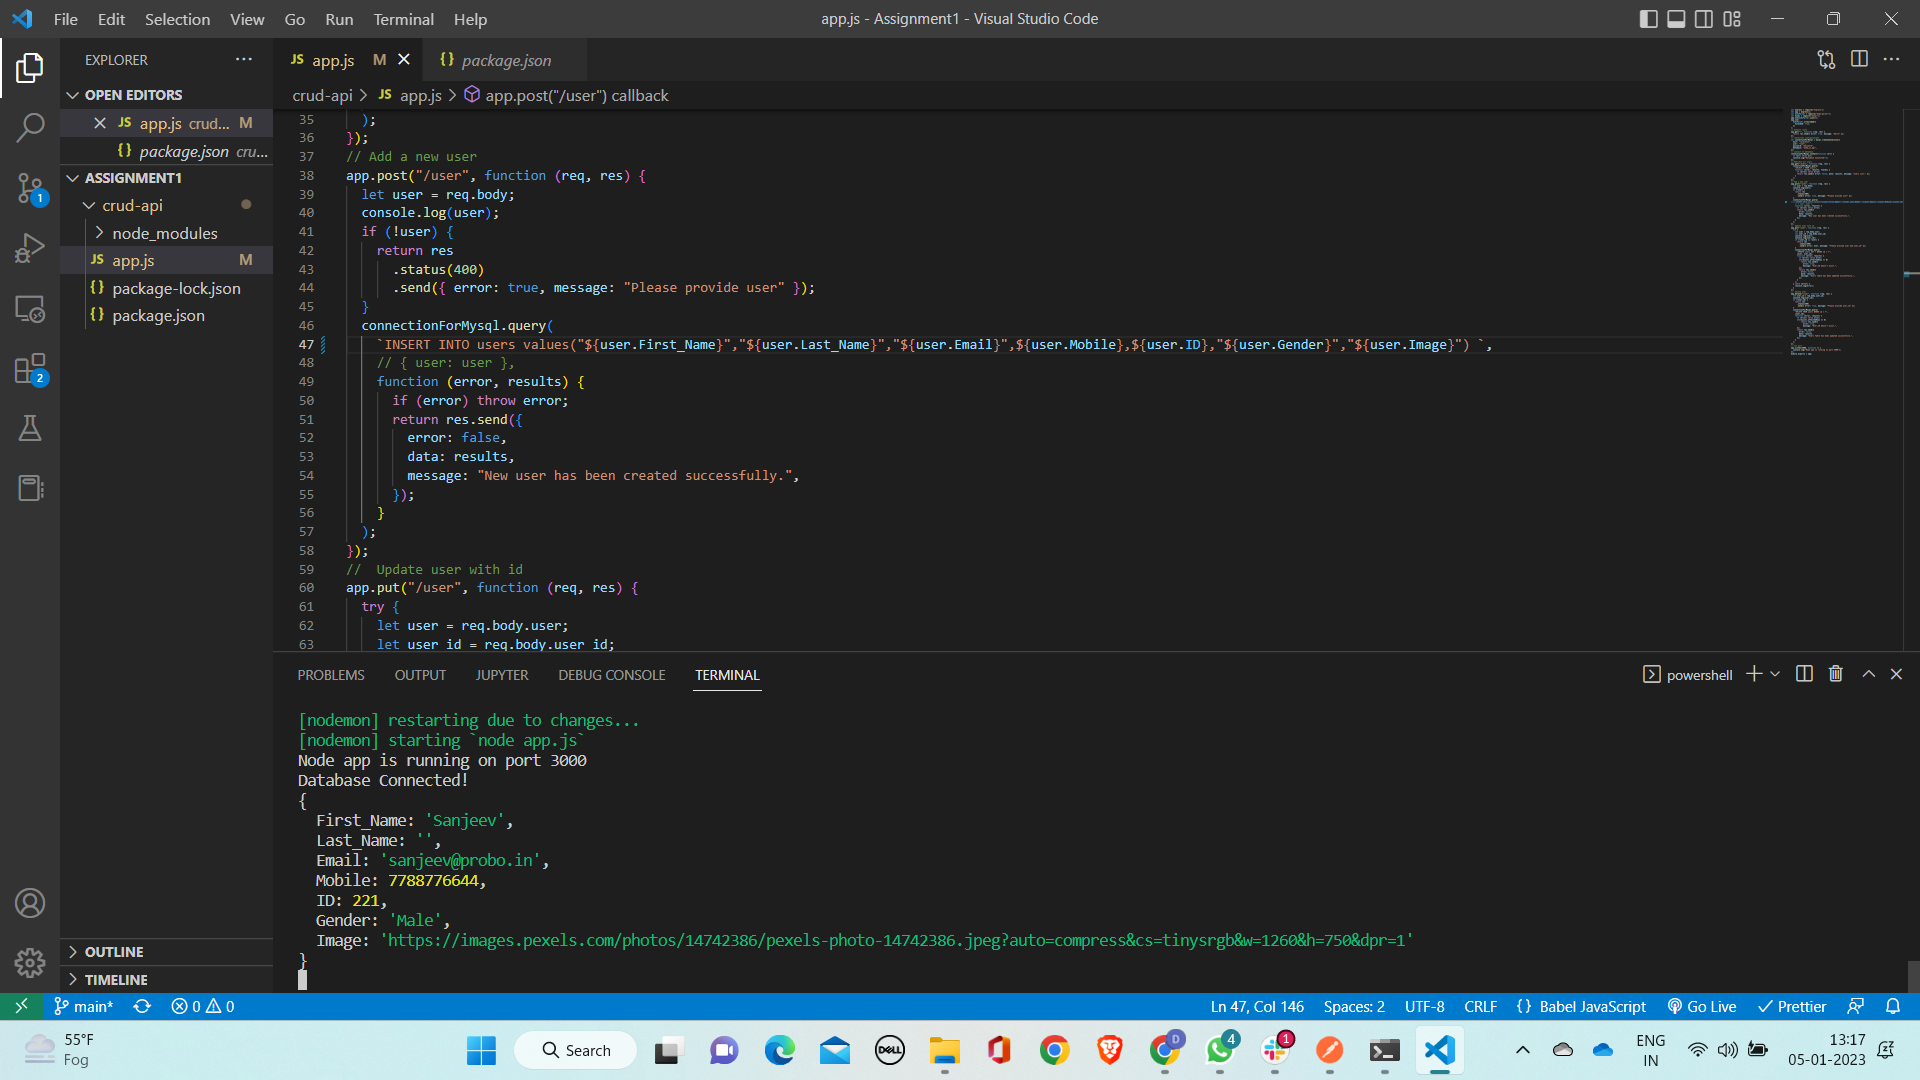 File Edit Selection View Go Run Terminal Help
app.js - Assignment1 - Visual Studio Code
EXPLORER
OPEN EDITORS
JS app.js crud... M
{} package.json cru...
ASSIGNMENT1
crud-api
node_modules
JS app.js M
{} package-lock.json
{} package.json
OUTLINE
TIMELINE
1
2
JS app.js M
{} package.json
crud-api > JS app.js > app.post("/user") callback
35 );
36 });
37 // Add a new user
38 app.post("/user", function (req, res) {
39 let user = req.body;
40 console.log(user);
41 if (!user) {
42 return res
43 .status(400)
44 .send({ error: true, message: "Please provide user" });
45 }
46 connectionForMysql.query(
47 `INSERT INTO users values("${user.First_Name}","${user.Last_Name}","${user.Email}",${user.Mobile},${user.ID},"${user.Gender}","${user.Image}") `,
48 // { user: user },
49 function (error, results) {
50 if (error) throw error;
51 return res.send({
52 error: false,
53 data: results,
54 message: "New user has been created successfully.",
55 });
56 }
57 );
58 });
59 //  Update user with id
60 app.put("/user", function (req, res) {
61 try {
62 let user = req.body.user;
63 let user_id = req.body.user_id;
PROBLEMS OUTPUT JUPYTER DEBUG CONSOLE TERMINAL
powershell
[nodemon] restarting due to changes...
[nodemon] starting `node app.js`
Node app is running on port 3000
Database Connected!
{
First_Name: 'Sanjeev',
Last_Name: '',
Email: 'sanjeev@probo.in',
Mobile: 7788776644,
ID: 221,
Gender: 'Male',
Image: 'https://images.pexels.com/photos/14742386/pexels-photo-14742386.jpeg?auto=compress&cs=tinysrgb&w=1260&h=750&dpr=1'
}
main* 0 0
Ln 47, Col 146 Spaces: 2 UTF-8 CRLF {} Babel JavaScript Go Live Prettier
55°F
Fog
Search
DELL
D
4
1
ENG
IN
13:17
05-01-2023